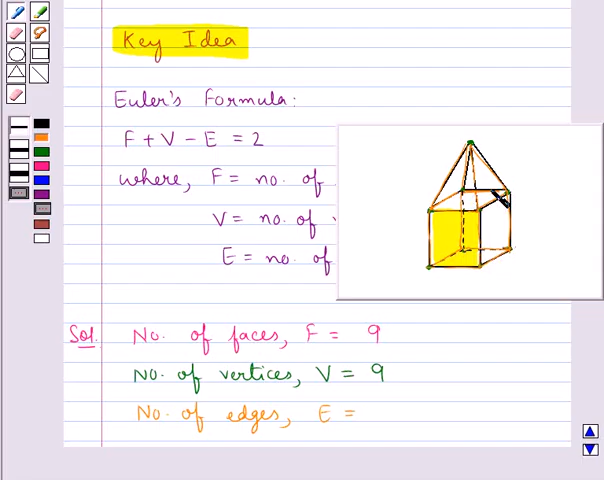 Key Idea
Euler's Formula:
F + V - E = 2
where, F = no. of
V = no. of
E = no. of
Sol. No. of faces, F = 9
No. of vertices, V = 9
No. of edges, E =